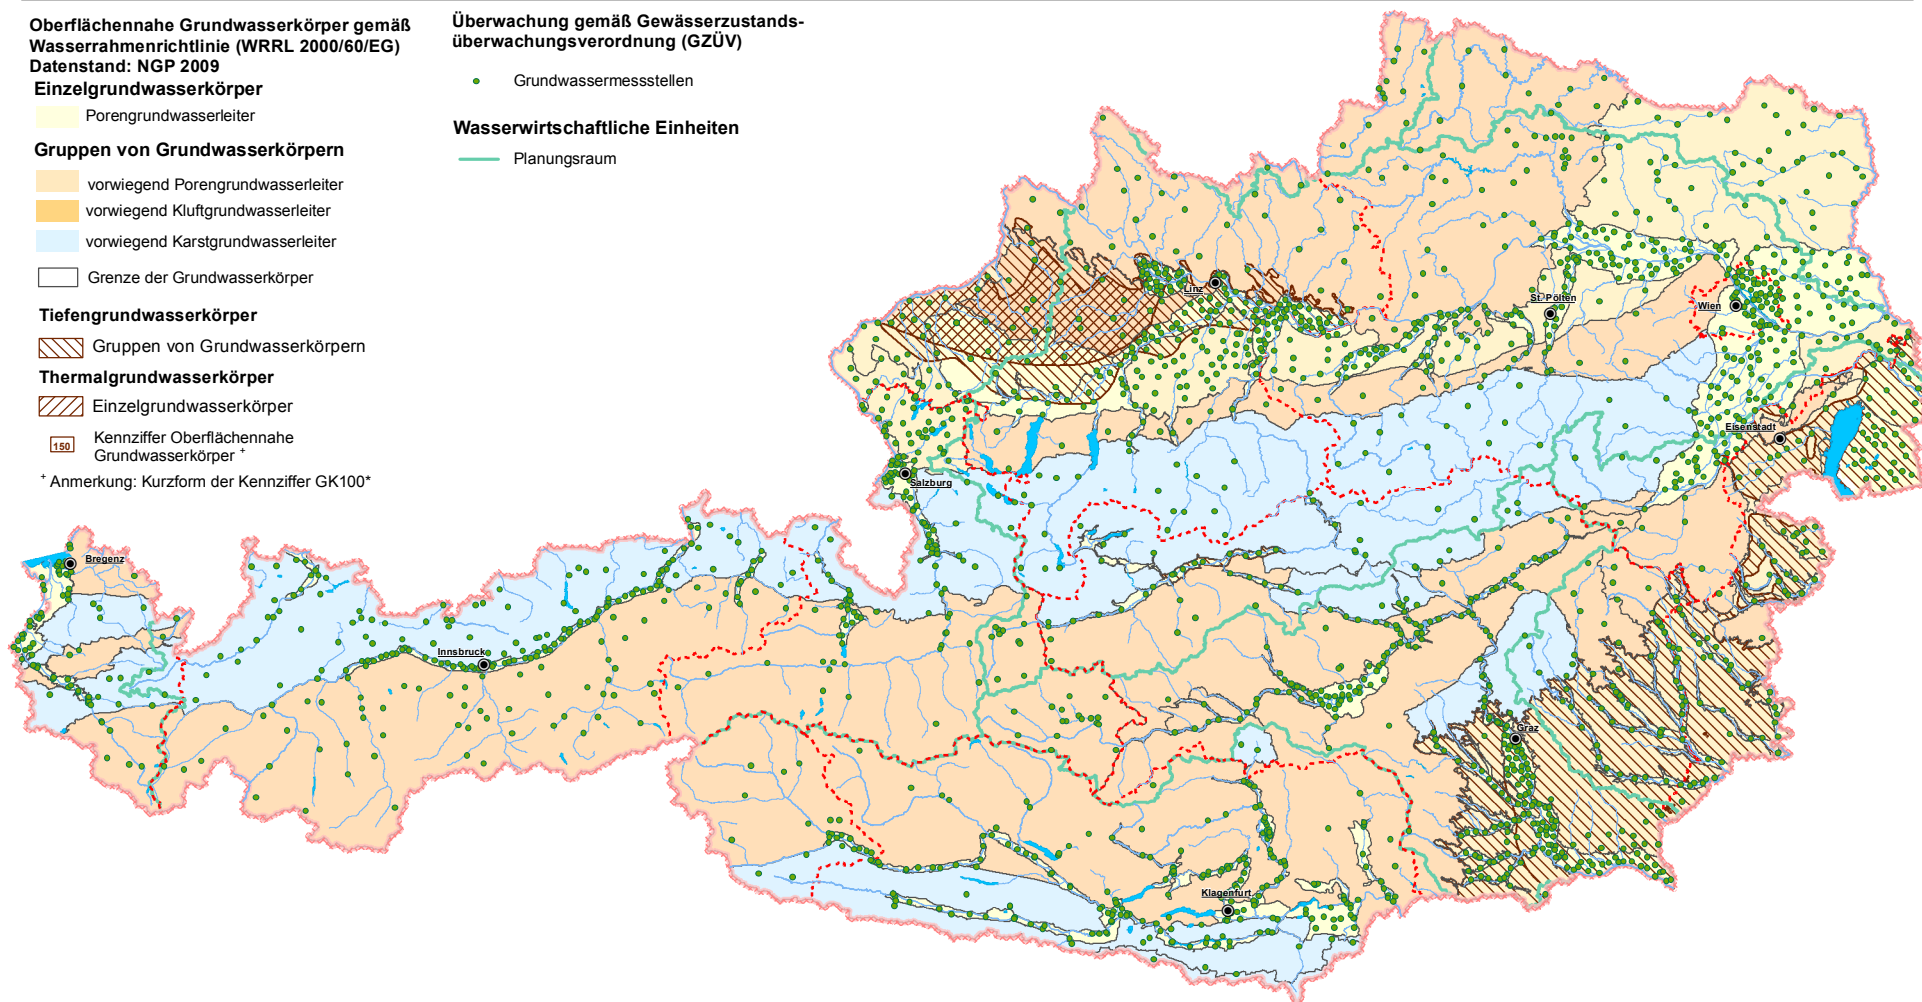 Oberflächennahe Grundwasserkörper gemäß
Wasserrahmenrichtlinie (WRRL 2000/60/EG)
Datenstand: NGP 2009
Einzelgrundwasserkörper
Porengrundwasserleiter
Gruppen von Grundwasserkörpern
vorwiegend Porengrundwasserleiter
vorwiegend Kluftgrundwasserleiter
vorwiegend Karstgrundwasserleiter
Grenze der Grundwasserkörper
Tiefengrundwasserkörper
Gruppen von Grundwasserkörpern
Thermalgrundwasserkörper
Einzelgrundwasserkörper
150
Kennziffer Oberflächennahe
Grundwasserkörper +
+ Anmerkung: Kurzform der Kennziffer GK100*
Überwachung gemäß Gewässerzustands-
überwachungsverordnung (GZÜV)
Grundwassermessstellen
Wasserwirtschaftliche Einheiten
Planungsraum
Linz
St. Pölten
Wien
Eisenstadt
Salzburg
Bregenz
Innsbruck
Graz
Klagenfurt